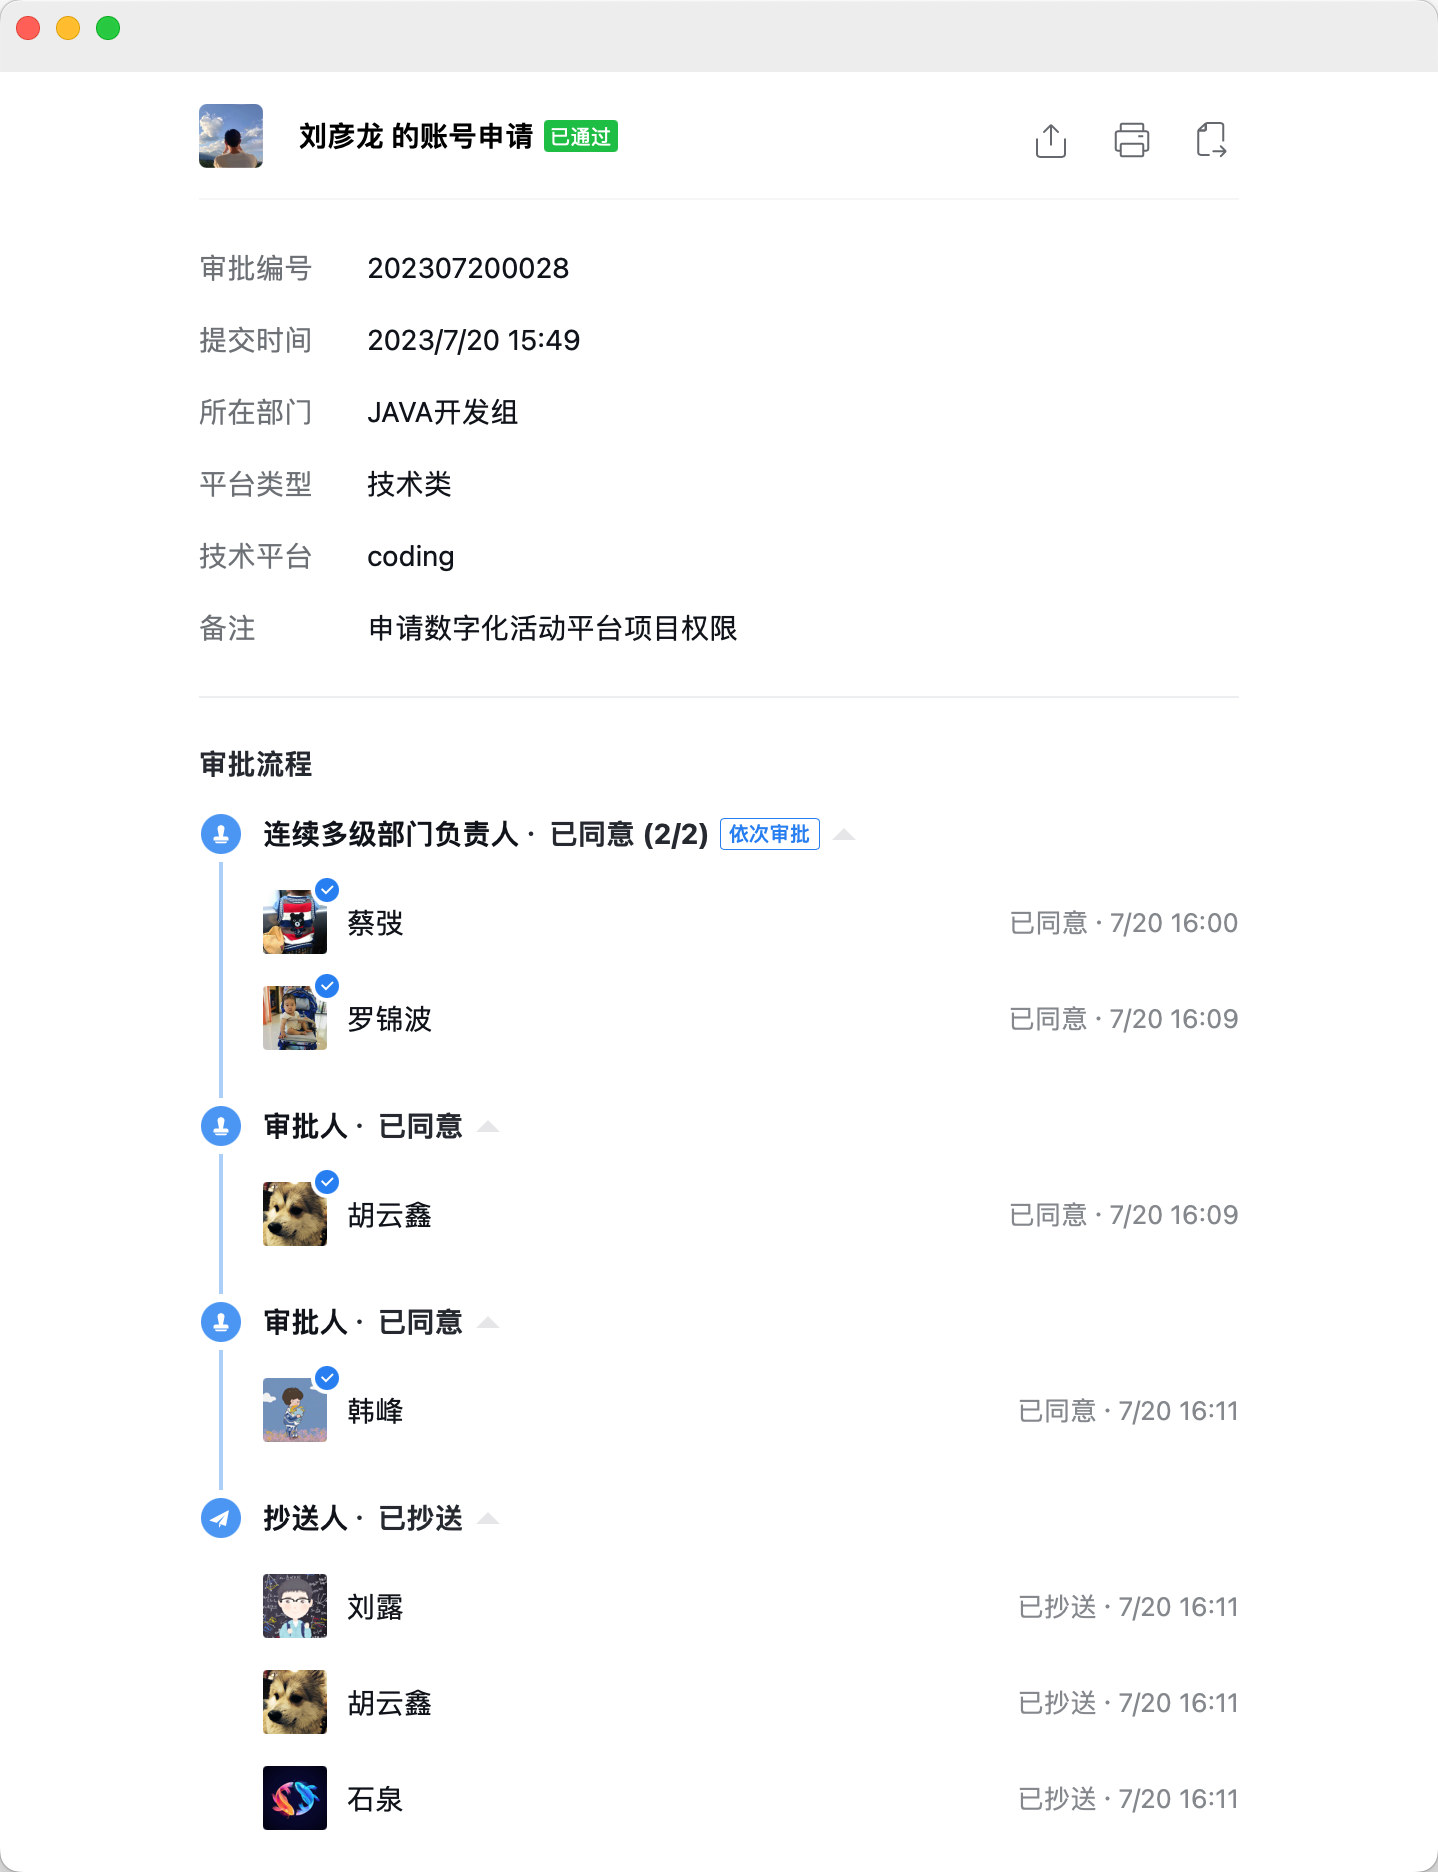 刘彦龙 的账号申请 已通过
审批编号 202307200028
提交时间 2023/7/20 15:49
所在部门 JAVA开发组
平台类型 技术类
技术平台 coding
备注 申请数字化活动平台项目权限
审批流程
连续多级部门负责人 · 已同意 (2/2) 依次审批
蔡弢 已同意 · 7/20 16:00
罗锦波 已同意 · 7/20 16:09
审批人 · 已同意
胡云鑫 已同意 · 7/20 16:09
审批人 · 已同意
韩峰 已同意 · 7/20 16:11
抄送人 · 已抄送
刘露 已抄送 · 7/20 16:11
胡云鑫 已抄送 · 7/20 16:11
石泉 已抄送 · 7/20 16:11